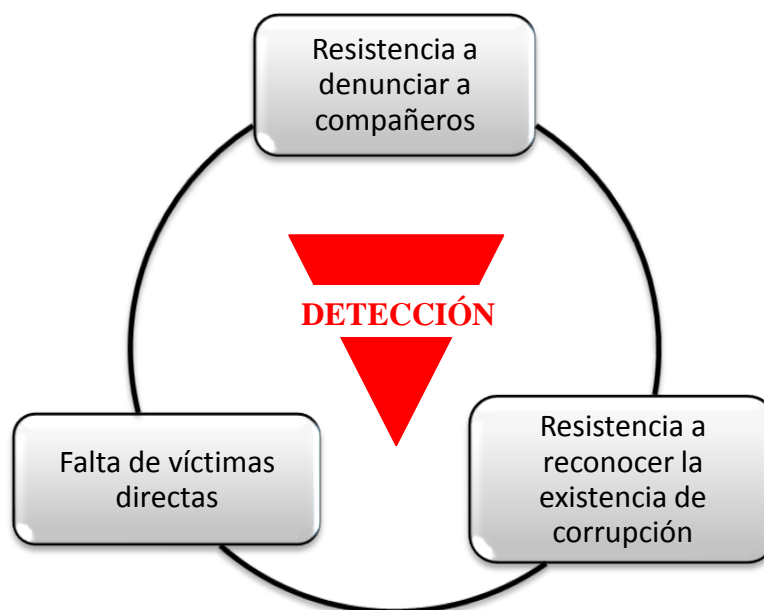 Resistencia a
denunciar a
compañeros
DETECCIÓN
Falta de víctimas
directas
Resistencia a
reconocer la
existencia de
corrupción